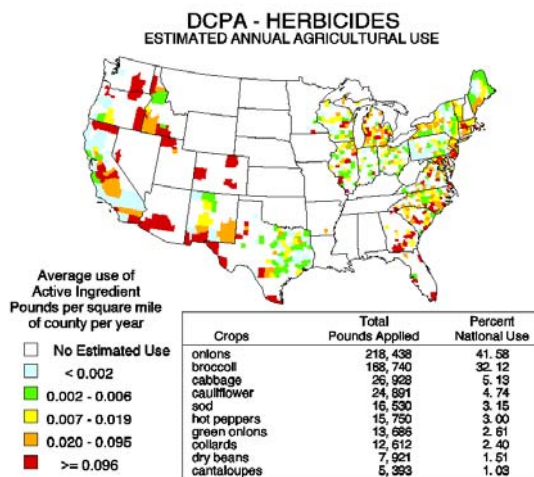 DCPA - HERBICIDES
ESTIMATED ANNUAL AGRICULTURAL USE
Average use of
Active Ingredient
Pounds per square mile
of county per year
No Estimated Use
< 0.002
0.002 - 0.006
0.007 - 0.019
0.020 - 0.095
>= 0.096
Crops Total Pounds Applied Percent National Use
onions 218, 438 41. 58
broccoli 168, 740 32. 12
cabbage 26, 928 5. 13
cauliflower 24, 891 4. 74
sod 16, 530 3. 15
hot peppers 15, 750 3. 00
green onions 13, 686 2. 61
collards 12, 612 2. 40
dry beans 7, 921 1. 51
cantaloupes 5, 393 1. 03